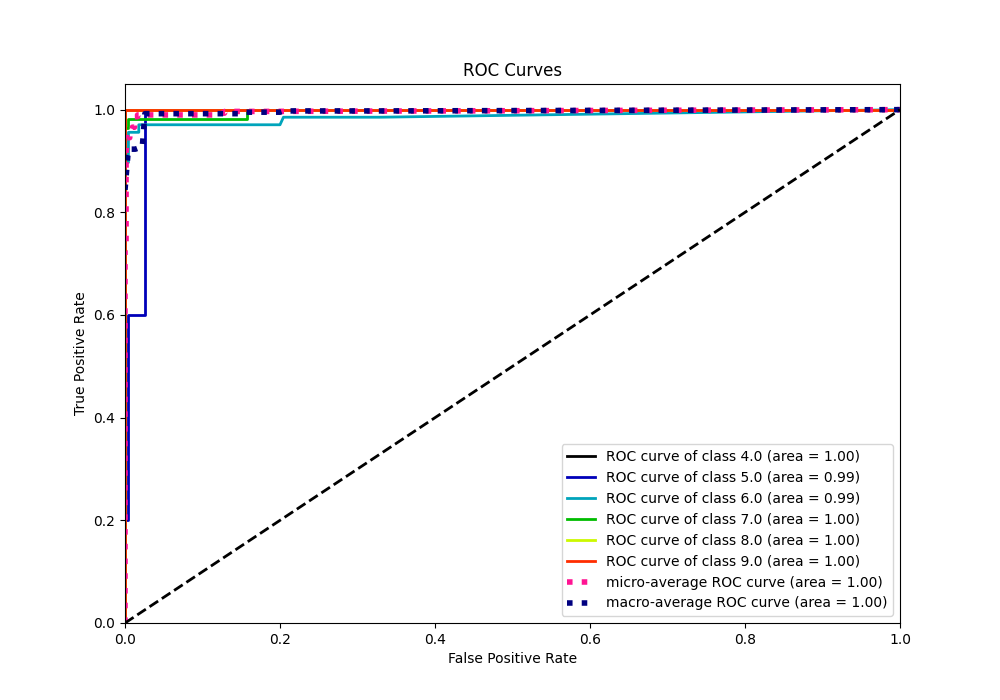 ROC Curves
1.0
0.8
0.6
0.4
0.2
0.0
True Positive Rate
0.0 0.2 0.4 0.6 0.8 1.0
False Positive Rate
ROC curve of class 4.0 (area = 1.00)
ROC curve of class 5.0 (area = 0.99)
ROC curve of class 6.0 (area = 0.99)
ROC curve of class 7.0 (area = 1.00)
ROC curve of class 8.0 (area = 1.00)
ROC curve of class 9.0 (area = 1.00)
micro-average ROC curve (area = 1.00)
macro-average ROC curve (area = 1.00)